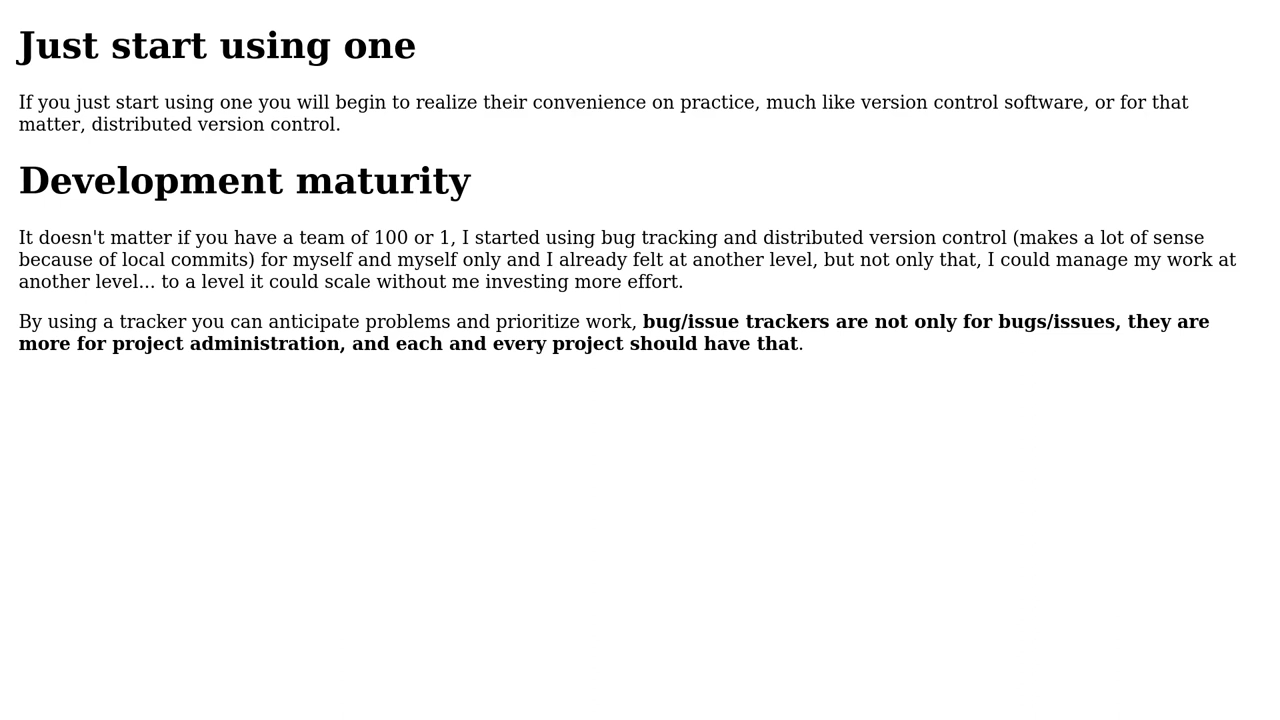 Just start using one
If you just start using one you will begin to realize their convenience on practice, much like version control software, or for that
matter, distributed version control.
Development maturity
It doesn't matter if you have a team of 100 or 1, I started using bug tracking and distributed version control (makes a lot of sense
because of local commits) for myself and myself only and I already felt at another level, but not only that, I could manage my work at
another level... to a level it could scale without me investing more effort.
By using a tracker you can anticipate problems and prioritize work, bug/issue trackers are not only for bugs/issues, they are
more for project administration, and each and every project should have that.